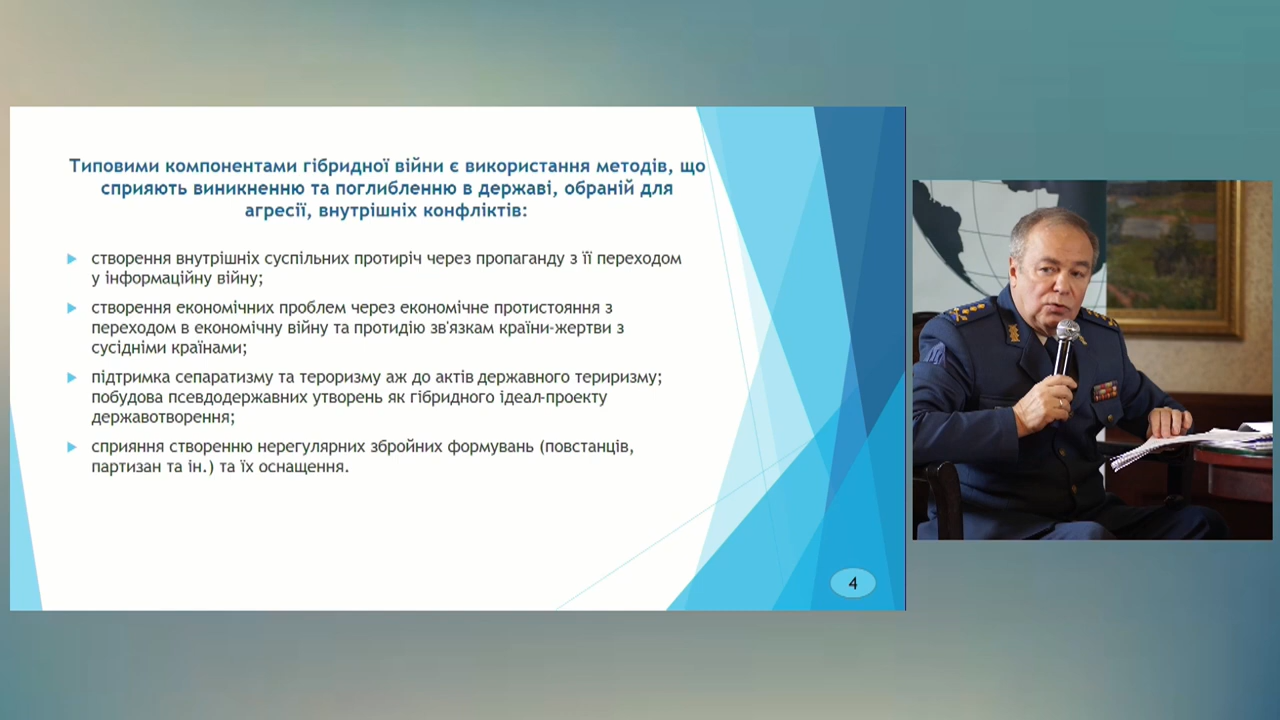 Типовими компонентами гібридної війни є використання методів, що
сприяють виникненню та поглибленню в державі, обраній для
агресії, внутрішніх конфліктів:
створення внутрішніх суспільних протиріч через пропаганду з її переходом
у інформаційну війну;
створення економічних проблем через економічне протистояння з
переходом в економічну війну та протидію зв'язкам країни-жертви з
сусідніми країнами;
підтримка сепаратизму та тероризму аж до актів державного териризму;
побудова псевдодержавних утворень як гібридного ідеал-проекту
державотворення;
сприяння створенню нерегулярних збройних формувань (повстанців,
партизан та ін.) та їх оснащення.
4